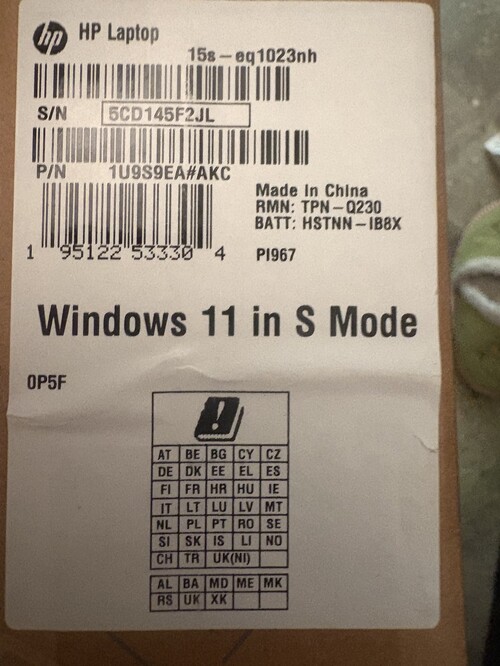 hp HP Laptop
15s-eq1023nh
S/N 5CD145F2JL
P/N 1U9S9EA#AKC
Made in China
RMN: TPN-Q230
BATT: HSTNN-IB8X
1 95122 53330 4 PI967
Windows 11 in S Mode
0P5F
!
AT BE BG CY CZ
DE DK EE EL ES
FI FR HR HU IE
IT LT LU LV MT
NL PL PT RO SE
SI SK IS LI NO
CH TR UK(NI)
AL BA MD ME MK
RS UK XK